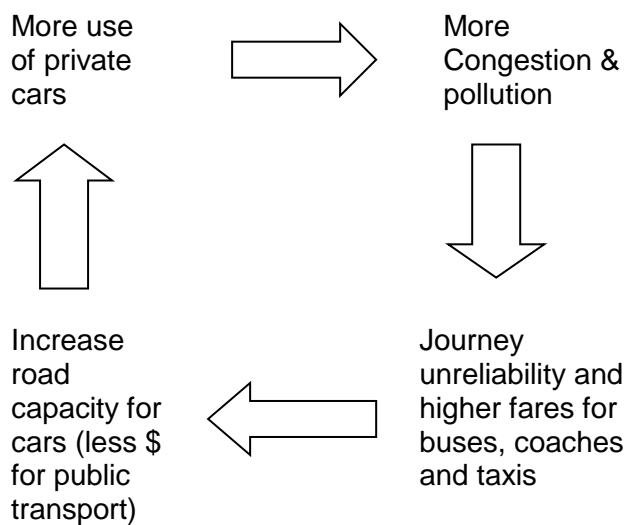 More use
of private
cars
More
Congestion &
pollution
Journey
unreliability and
higher fares for
buses, coaches
and taxis
Increase
road
capacity for
cars (less $
for public
transport)